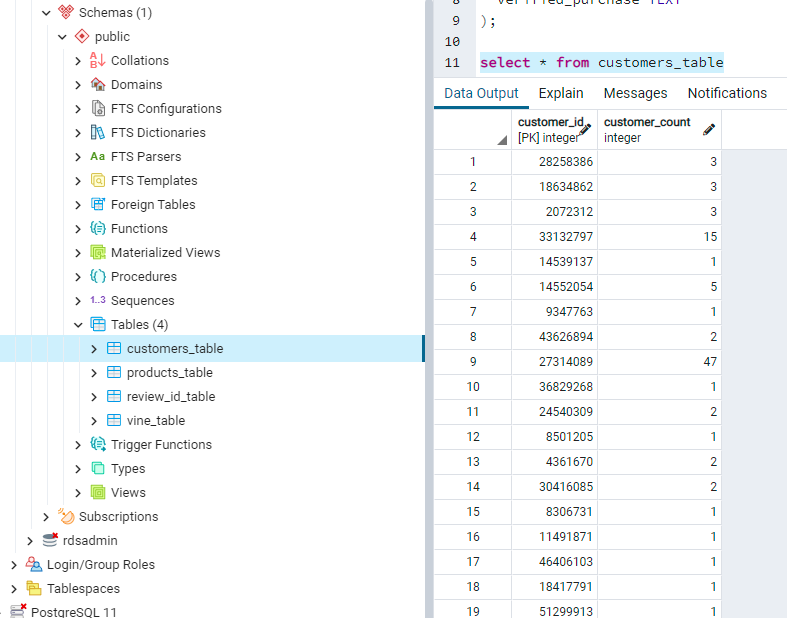 Schemas (1)
public
Collations
Domains
FTS Configurations
FTS Dictionaries
Aa FTS Parsers
FTS Templates
Foreign Tables
Functions
Materialized Views
Procedures
1..3 Sequences
Tables (4)
customers_table
products_table
review_id_table
vine_table
Trigger Functions
Types
Views
Subscriptions
rdsadmin
Login/Group Roles
Tablespaces
PostgreSQL 11
8 verified_purchase TEXT
9 );
10
11 select * from customers_table
Data Output Explain Messages Notifications
customer_id customer_count
[PK] integer integer
1 28258386 3
2 18634862 3
3 2072312 3
4 33132797 15
5 14539137 1
6 14552054 5
7 9347763 1
8 43626894 2
9 27314089 47
10 36829268 1
11 24540309 2
12 8501205 1
13 4361670 2
14 30416085 2
15 8306731 1
16 11491871 1
17 46406103 1
18 18417791 1
19 51299913 1